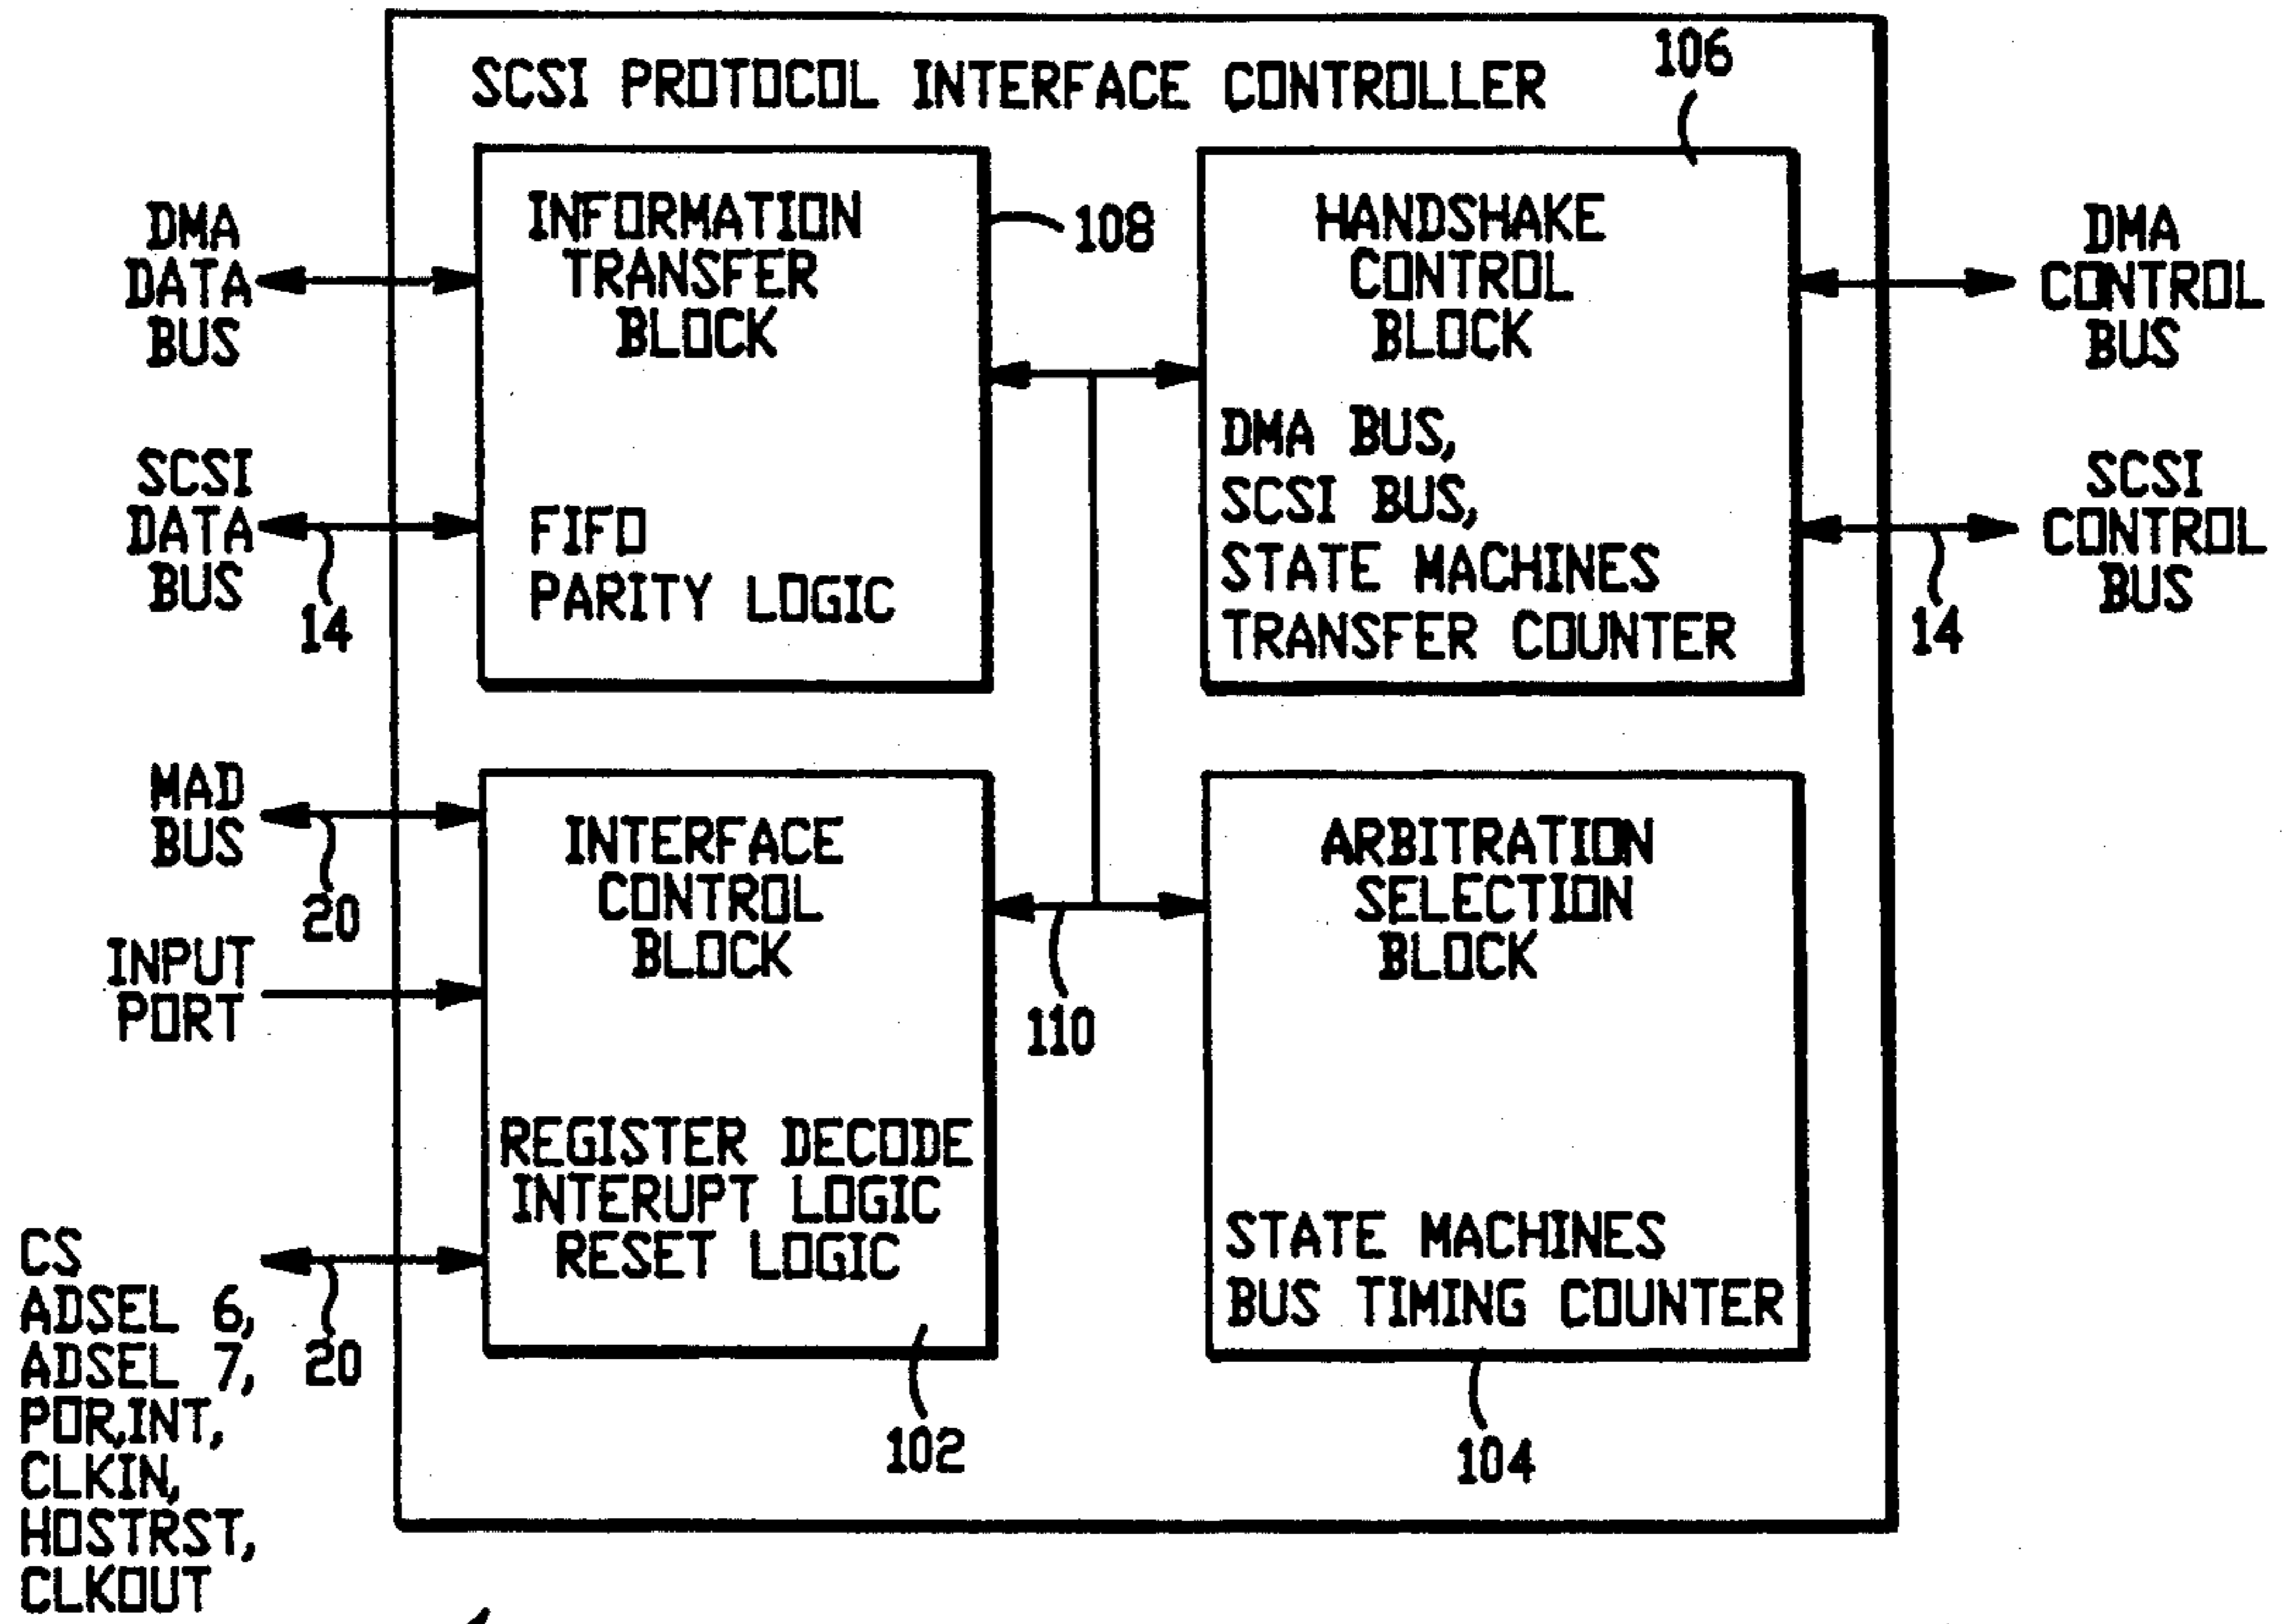 SCSI PROTOCOL INTERFACE CONTROLLER
106
INFORMATION
TRANSFER
BLOCK
FIFO
PARITY LOGIC
108
HANDSHAKE
CONTROL
BLOCK
DMA BUS,
SCSI BUS,
STATE MACHINES
TRANSFER COUNTER
DMA
DATA
BUS
SCSI
DATA
BUS
14
DMA
CONTROL
BUS
SCSI
CONTROL
BUS
14
MAD
BUS
20
INPUT
PORT
INTERFACE
CONTROL
BLOCK
REGISTER DECODE
INTERUPT LOGIC
RESET LOGIC
110
ARBITRATION
SELECTION
BLOCK
STATE MACHINES
BUS TIMING COUNTER
CS
ADSEL 6,
ADSEL 7,
POR,INT,
CLKIN,
HOSTRST,
CLKOUT
20
102
104